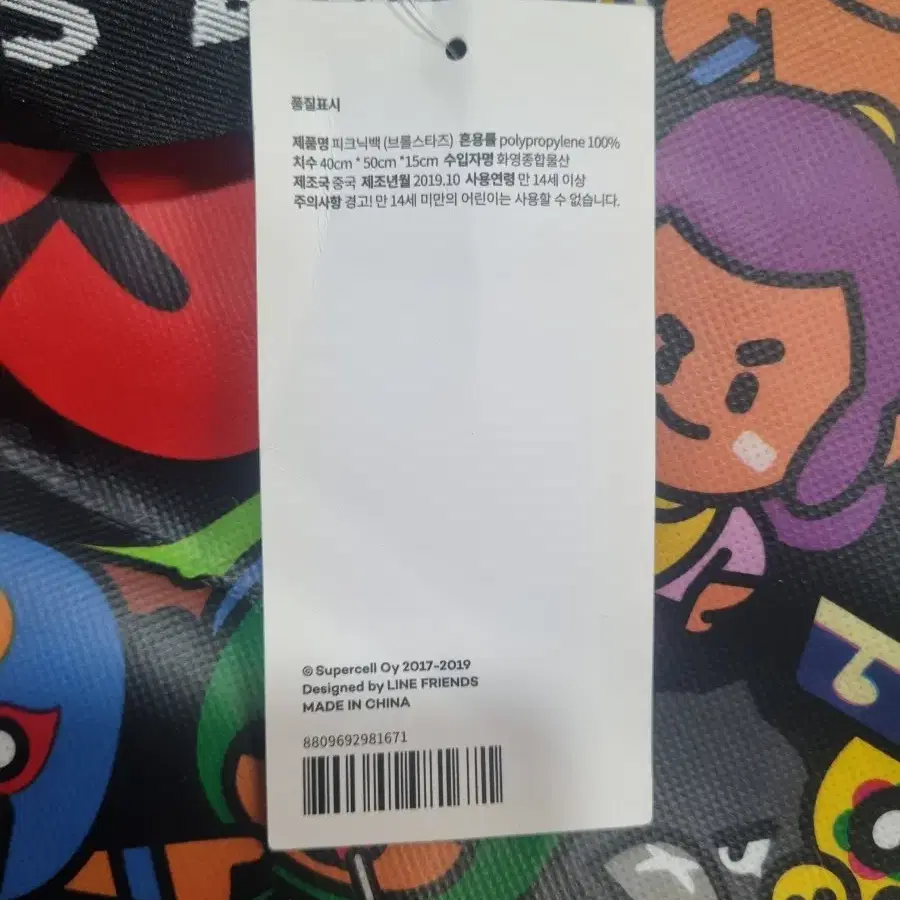 품질표시
제품명 피크닉백 (브롤스타즈) 혼용률 polypropylene 100%
치수 40cm * 50cm *15cm 수입자명 화영종합물산
제조국 중국 제조년월 2019.10 사용연령 만 14세 이상
주의사항 경고! 만 14세 미만의 어린이는 사용할 수 없습니다.
© Supercell Oy 2017-2019
Designed by LINE FRIENDS
MADE IN CHINA
8809692981671